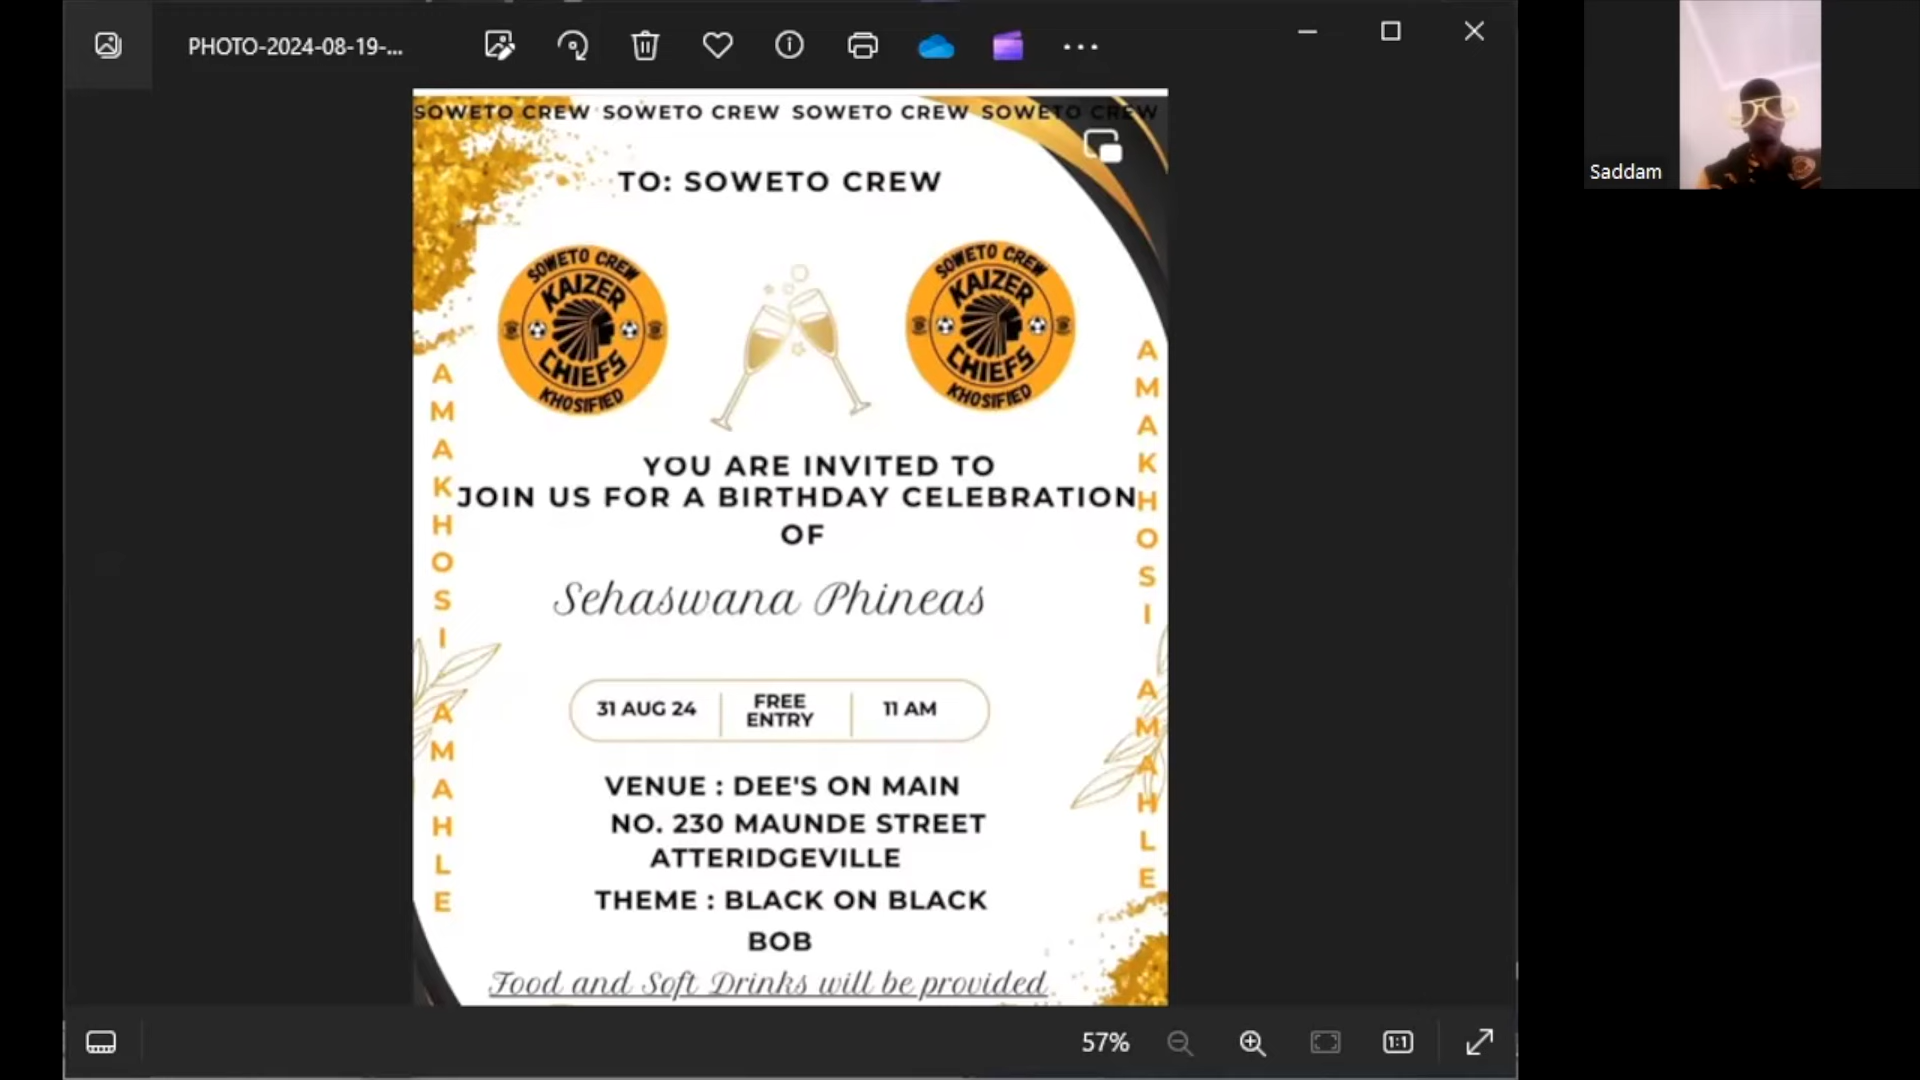 PHOTO-2024-08-19-...
SOWETO CREW SOWETO CREW SOWETO CREW SOWETO CREW
TO: SOWETO CREW
SOWETO CREW
KAIZER
CHIEFS
KHOSIFIED
SOWETO CREW
KAIZER
CHIEFS
KHOSIFIED
YOU ARE INVITED TO
JOIN US FOR A BIRTHDAY CELEBRATION
OF
Sehaswana Phineas
31 AUG 24
FREE
ENTRY
11 AM
VENUE : DEE'S ON MAIN
NO. 230 MAUNDE STREET
ATTERIDGEVILLE
THEME : BLACK ON BLACK
BOB
Food and Soft Drinks will be provided
AMAKHOSI AMAHLE
AMAKHOSI AMAHLE
57%
1:1
Saddam